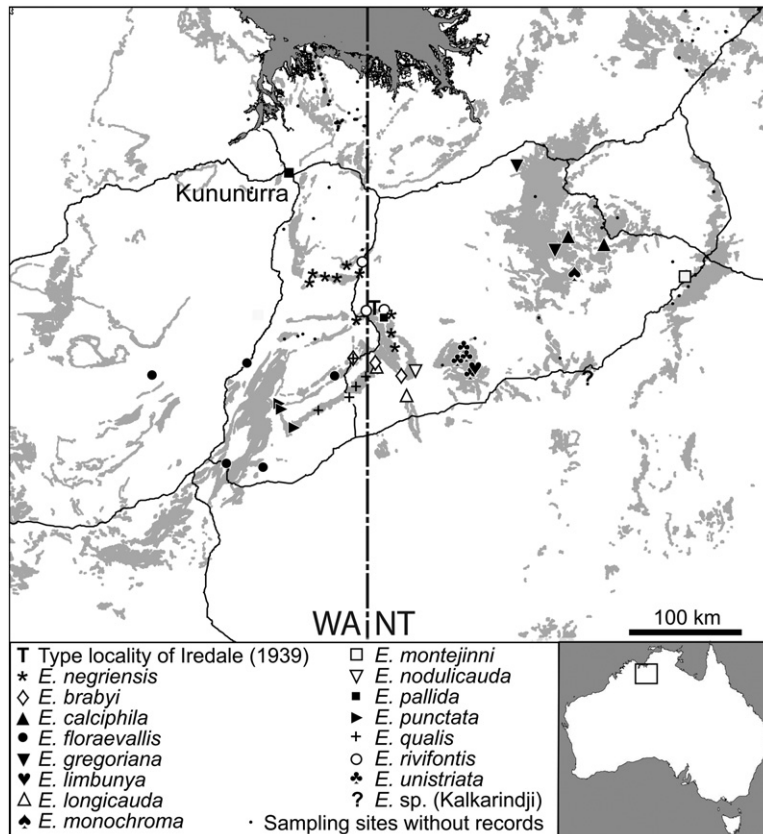 Kununurra
T
?
WA NT
100 km
T Type locality of Iredale (1939)
* E. negriensis
◇ E. brabyi
▲ E. calciphila
● E. floraevallis
▼ E. gregoriana
♥ E. limbunya
△ E. longicauda
♠ E. monochroma
□ E. montejinni
▽ E. nodulicauda
■ E. pallida
► E. punctata
+ E. qualis
○ E. rivifontis
♣ E. unistriata
? E. sp. (Kalkarindji)
· Sampling sites without records